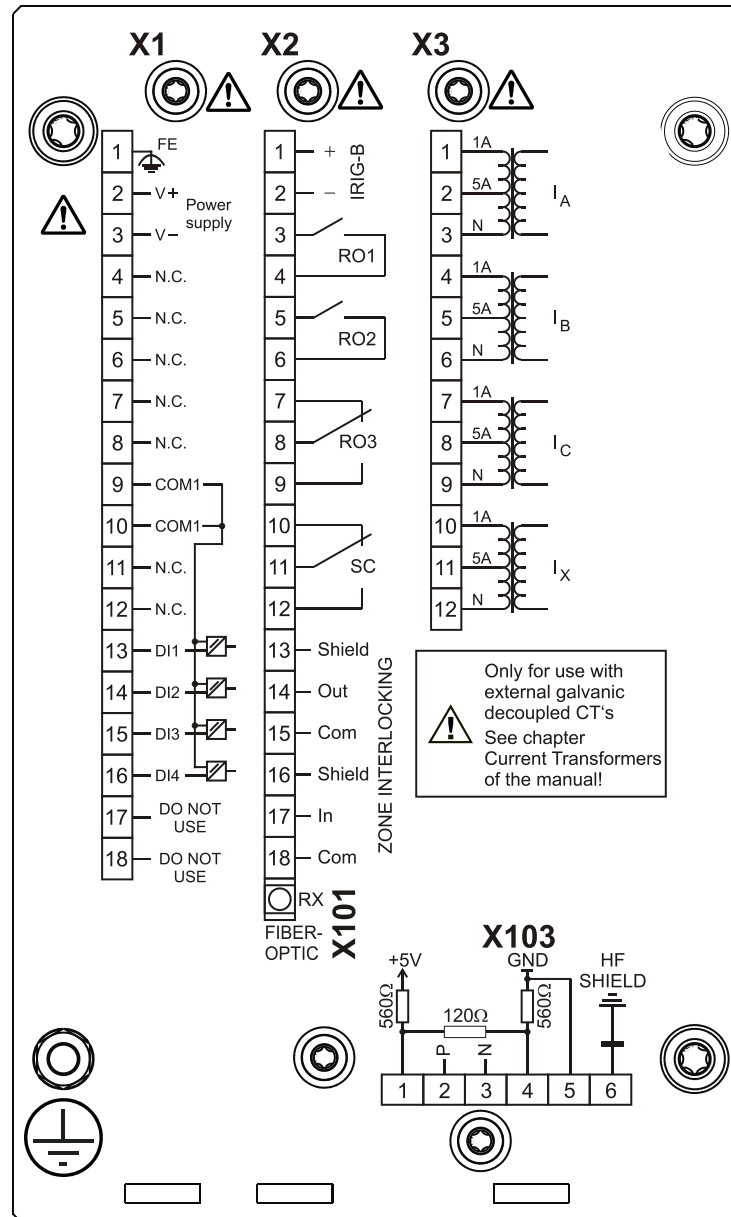 X1
X2
X3
1
FE
2
V+
Power
supply
3
V–
4
N.C.
5
N.C.
6
N.C.
7
N.C.
8
N.C.
9
COM1
10
COM1
11
N.C.
12
N.C.
13
DI1
14
DI2
15
DI3
16
DI4
17
DO NOT
USE
18
DO NOT
USE
1
+
2
–
IRIG-B
3
RO1
4
5
RO2
6
7
8
RO3
9
10
11
SC
12
13
Shield
14
Out
15
Com
16
Shield
17
In
18
Com
ZONE INTERLOCKING
RX
FIBER-
OPTIC
X101
1
1A
2
5A
IA
3
N
4
1A
5
5A
IB
6
N
7
1A
8
5A
IC
9
N
10
1A
11
5A
IX
12
N
Only for use with
external galvanic
decoupled CT‘s
See chapter
Current Transformers
of the manual!
X103
+5V
GND
HF
SHIELD
560Ω
120Ω
560Ω
P
N
1
2
3
4
5
6